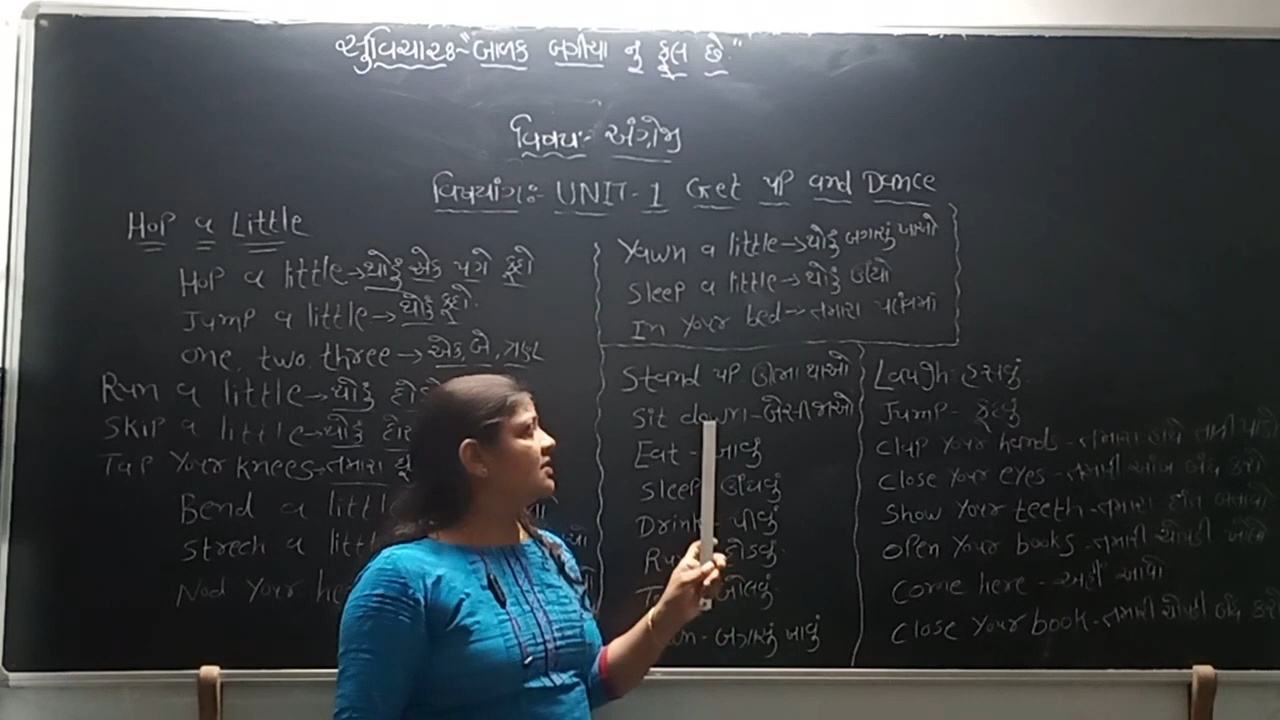 સુવિચારઃ- "બાળક બગીચા નુ ફૂલ છે"
વિષયઃ- અંગ્રેજી
વિષયાંગઃ- UNIT-1 Get up and Dance
Hop a Little
Hop a little→થોડું એક પગે કૂદો
Jump a little→થોડું કૂદો.
one, two, three→એક, બે, ત્રણ
Run a little→થોડું
Skip a little→થોડું
Tap Your knees→તમારા
Bend a
Strech a
Nod Your
Yawn a little→થોડું બગાસું ખાઓ
Sleep a little→થોડું ઊંઘો
In Your bed→તમારા પલંગમાં
Stand up ઊભા થાઓ
Sit down-બેસી જાઓ
Eat-
Sleep ઊંઘવું
Drink-પીવું
દોડવું.
બોલવું.
બગાસું ખાવું
Laugh-હસવું
Jump-કૂદવું
Clap Your hands-તમારા
Close Your eyes-તમારી આંખ બંધ કરો
Show Your teeth-તમારા દાંત બતાવો
Open Your books-તમારી ચોપડી ખોલો
Come here-અહીં આવો
Close Your book-તમારી ચોપડી બંધ કરો